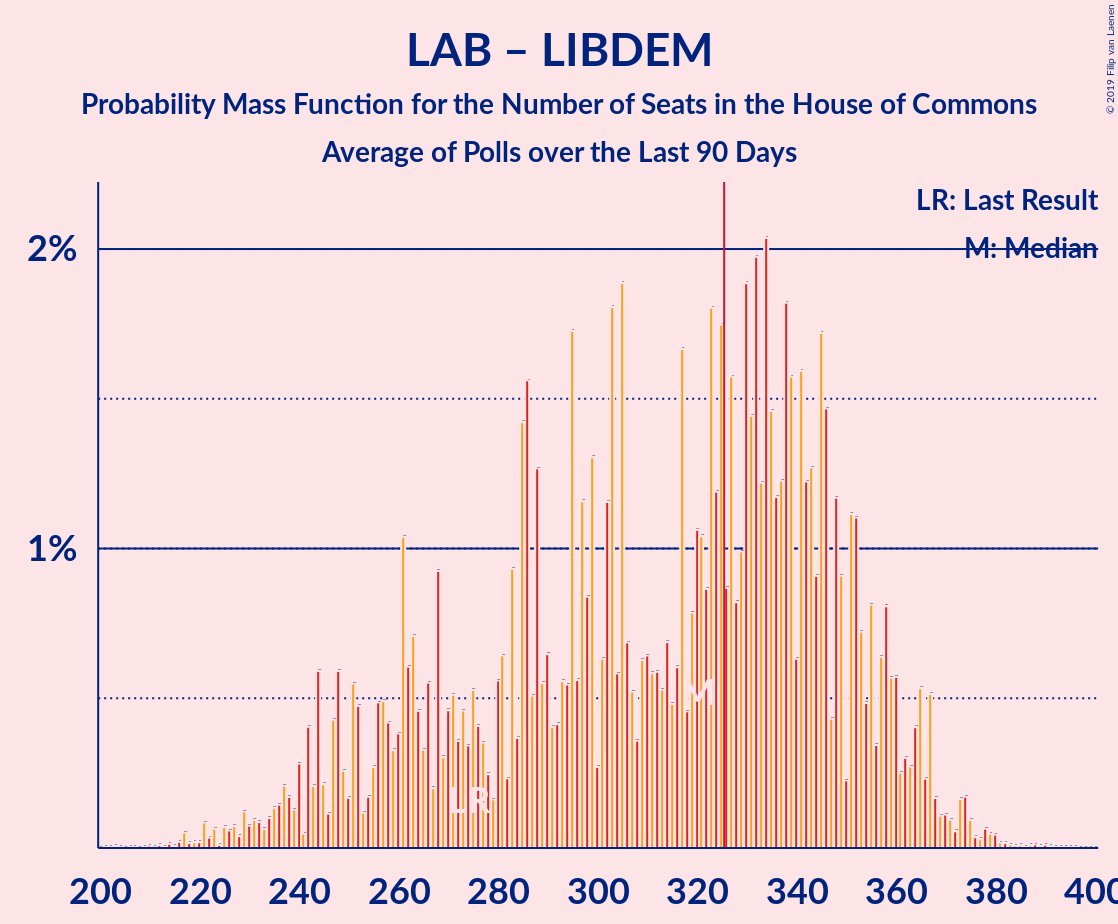 LAB – LIBDEM
Probability Mass Function for the Number of Seats in the House of Commons
Average of Polls over the Last 90 Days
© 2019 Filip van Laenen
LR: Last Result
M: Median
2%
1%
M
LR
200 220 240 260 280 300 320 340 360 380 400